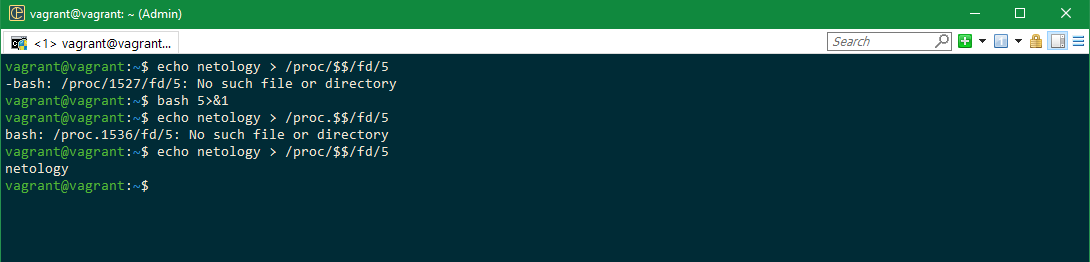 vagrant@vagrant: ~ (Admin)
<1> vagrant@vagrant...
Search
vagrant@vagrant:~$ echo netology > /proc/$$/fd/5
-bash: /proc/1527/fd/5: No such file or directory
vagrant@vagrant:~$ bash 5>&1
vagrant@vagrant:~$ echo netology > /proc.$$/fd/5
bash: /proc.1536/fd/5: No such file or directory
vagrant@vagrant:~$ echo netology > /proc/$$/fd/5
netology
vagrant@vagrant:~$